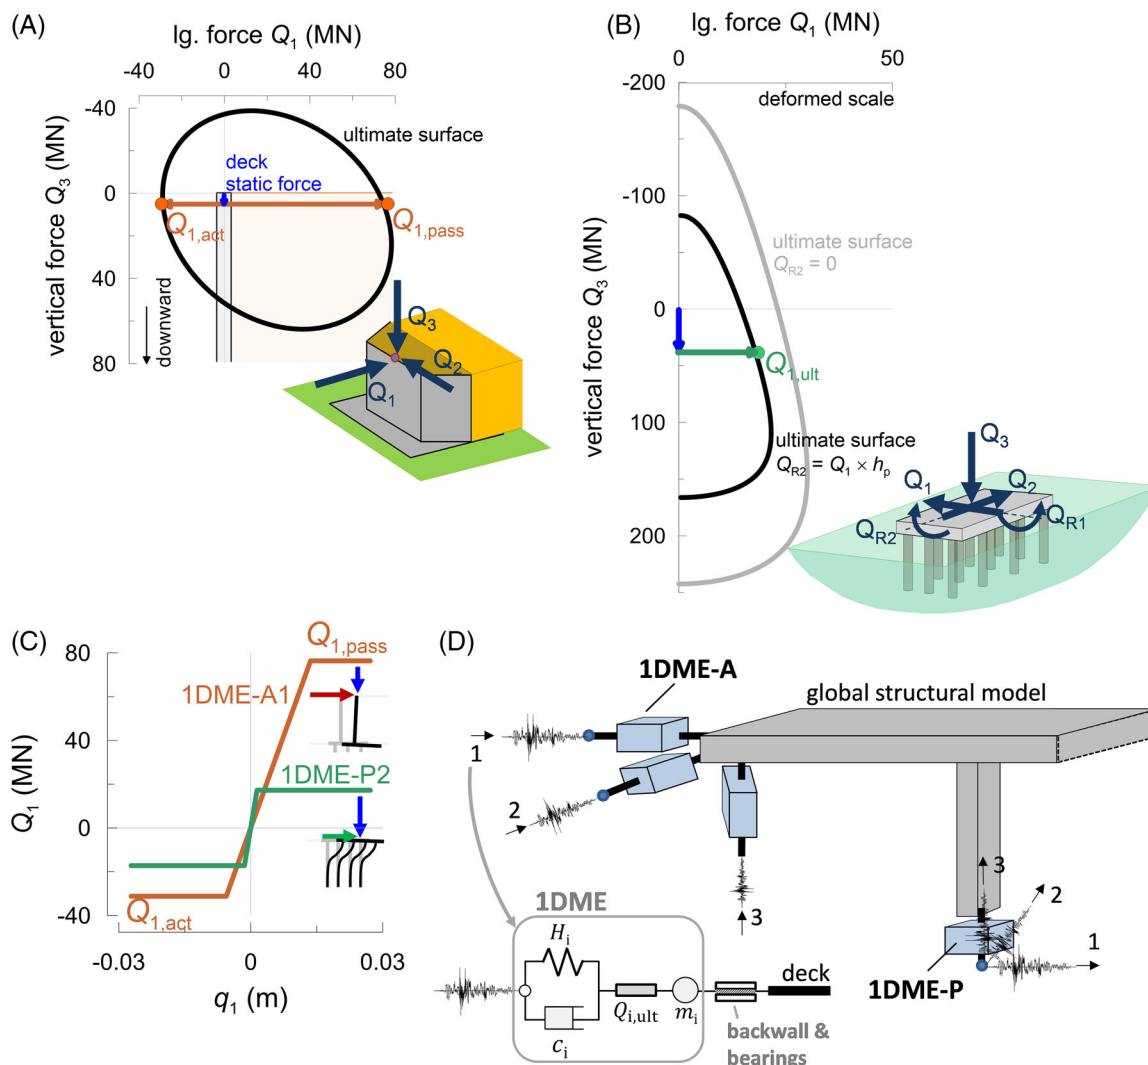 (A)
lg. force Q1 (MN)
-40 0 40 80
vertical force Q3 (MN)
-40
0
40
80
downward
ultimate surface
deck
static force
Q1,act
Q1,pass
Q3
Q2
Q1
(B)
lg. force Q1 (MN)
0 50
deformed scale
vertical force Q3 (MN)
-200
-100
0
100
200
ultimate surface
QR2 = 0
Q1,ult
ultimate surface
QR2 = Q1 × hp
Q3
Q1
Q2
QR2
QR1
(C)
Q1 (MN)
80
40
0
-40
Q1,pass
1DME-A1
1DME-P2
Q1,act
-0.03 0 0.03
q1 (m)
(D)
1DME-A
global structural model
1
2
3
3
2
1
1DME-P
1DME
Hi
ci
Qi,ult
mi
deck
backwall &
bearings